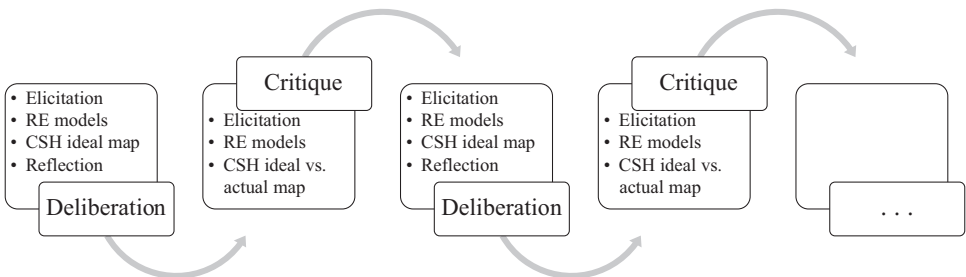 • Elicitation
• RE models
• CSH ideal map
• Reflection
Deliberation
Critique
• Elicitation
• RE models
• CSH ideal vs.
actual map
• Elicitation
• RE models
• CSH ideal map
• Reflection
Deliberation
Critique
• Elicitation
• RE models
• CSH ideal vs.
actual map
. . .